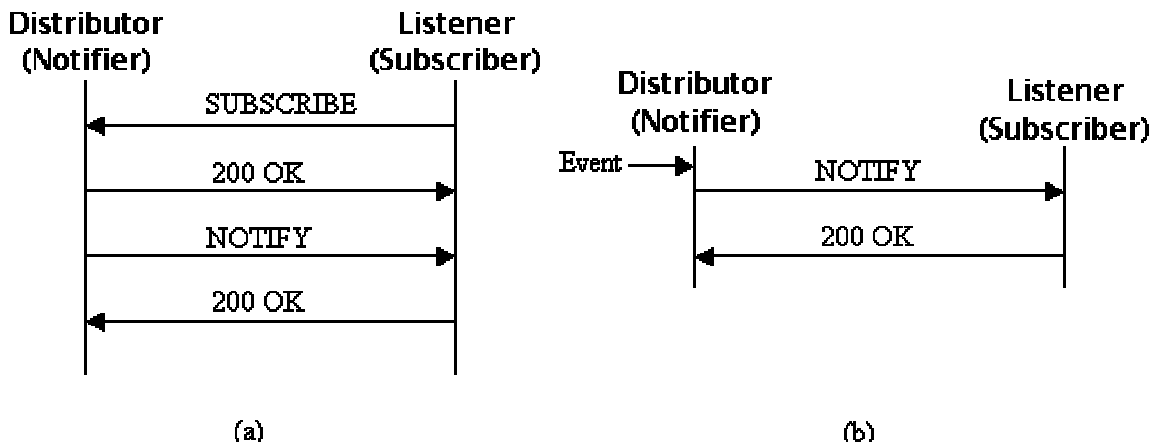 Distributor
(Notifier)
Listener
(Subscriber)
SUBSCRIBE
200 OK
NOTIFY
200 OK
(a)
Distributor
(Notifier)
Listener
(Subscriber)
Event
NOTIFY
200 OK
(b)